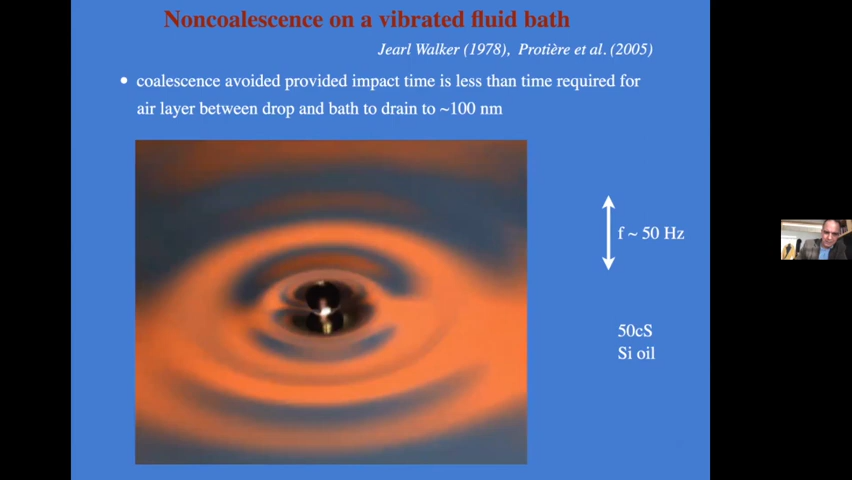 Noncoalescence on a vibrated fluid bath
Jearl Walker (1978), Protière et al. (2005)
• coalescence avoided provided impact time is less than time required for
air layer between drop and bath to drain to ~100 nm
f ~ 50 Hz
50cS
Si oil